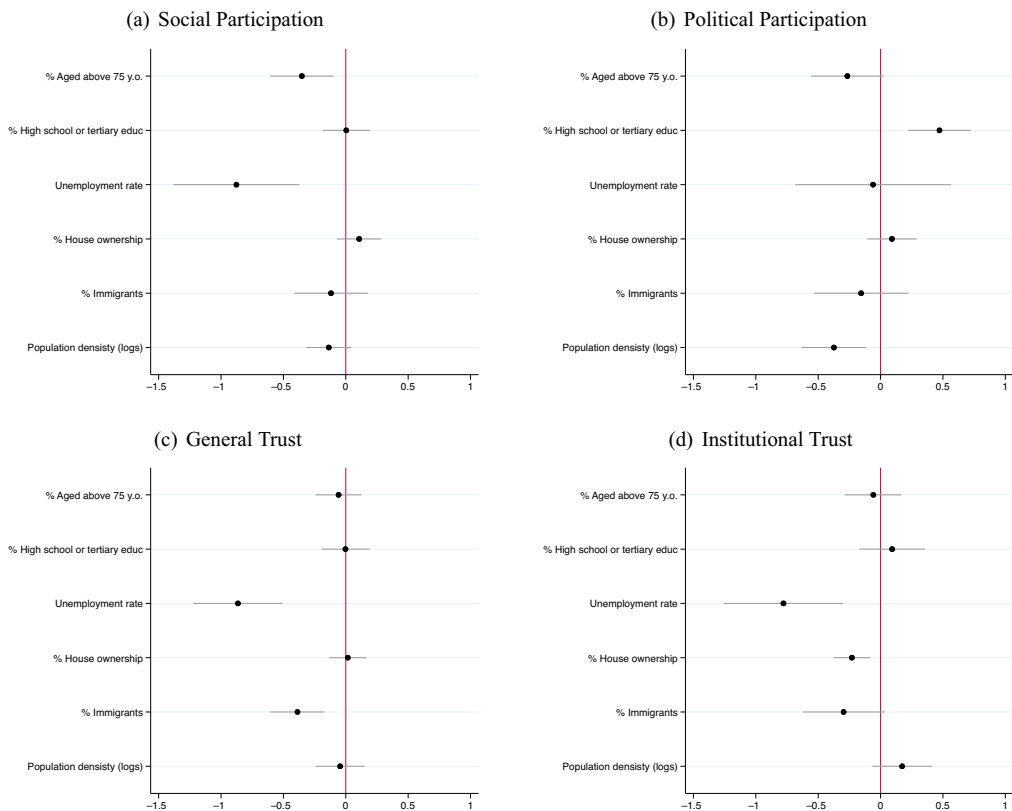 (a) Social Participation
% Aged above 75 y.o.
% High school or tertiary educ
Unemployment rate
% House ownership
% Immigrants
Population densisty (logs)
−1.5 −1 −0.5 0 0.5 1
(b) Political Participation
% Aged above 75 y.o.
% High school or tertiary educ
Unemployment rate
% House ownership
% Immigrants
Population densisty (logs)
−1.5 −1 −0.5 0 0.5 1
(c) General Trust
% Aged above 75 y.o.
% High school or tertiary educ
Unemployment rate
% House ownership
% Immigrants
Population densisty (logs)
−1.5 −1 −0.5 0 0.5 1
(d) Institutional Trust
% Aged above 75 y.o.
% High school or tertiary educ
Unemployment rate
% House ownership
% Immigrants
Population densisty (logs)
−1.5 −1 −0.5 0 0.5 1